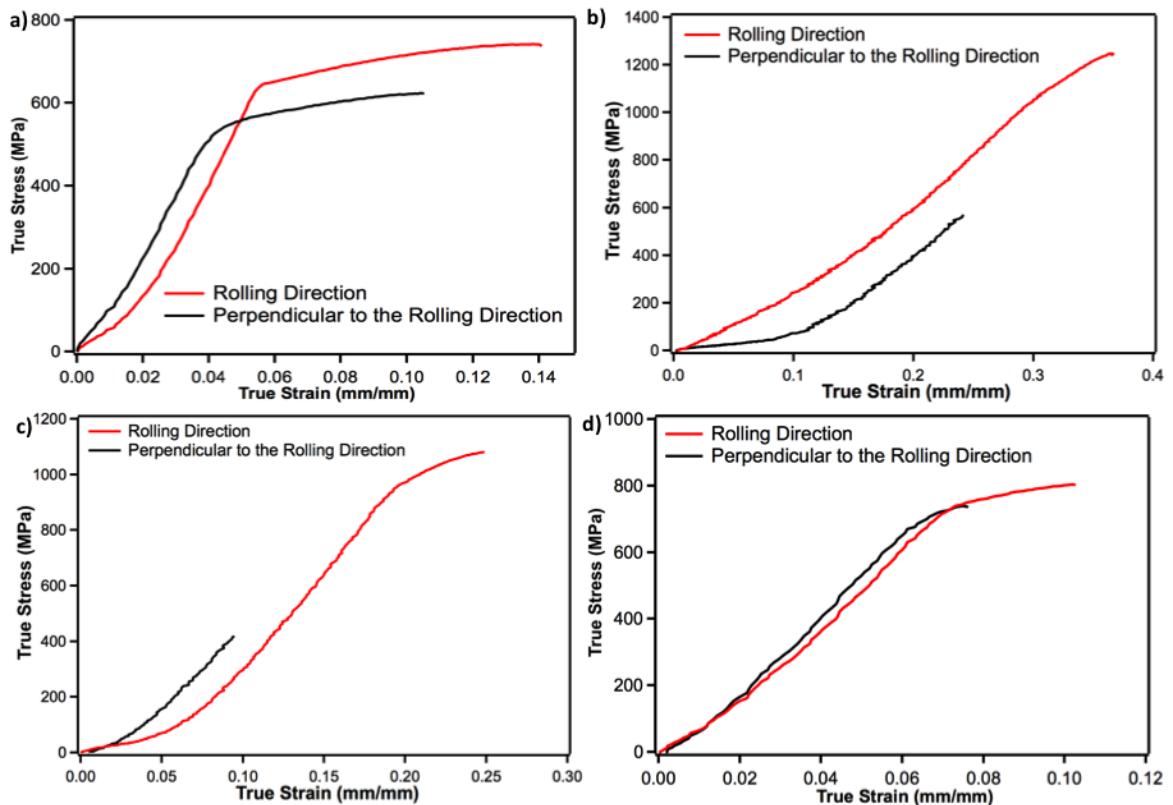 a)
800
600
400
200
0
True Stress (MPa)
Rolling Direction
Perpendicular to the Rolling Direction
0.00 0.02 0.04 0.06 0.08 0.10 0.12 0.14
True Strain (mm/mm)
b)
1400
1200
1000
800
600
400
200
0
True Stress (MPa)
Rolling Direction
Perpendicular to the Rolling Direction
0.0 0.1 0.2 0.3 0.4
True Strain (mm/mm)
c)
1200
1000
800
600
400
200
0
True Stress (MPa)
Rolling Direction
Perpendicular to the Rolling Direction
0.00 0.05 0.10 0.15 0.20 0.25 0.30
True Strain (mm/mm)
d)
1000
800
600
400
200
0
True Stress (MPa)
Rolling Direction
Perpendicular to the Rolling Direction
0.00 0.02 0.04 0.06 0.08 0.10 0.12
True Strain (mm/mm)